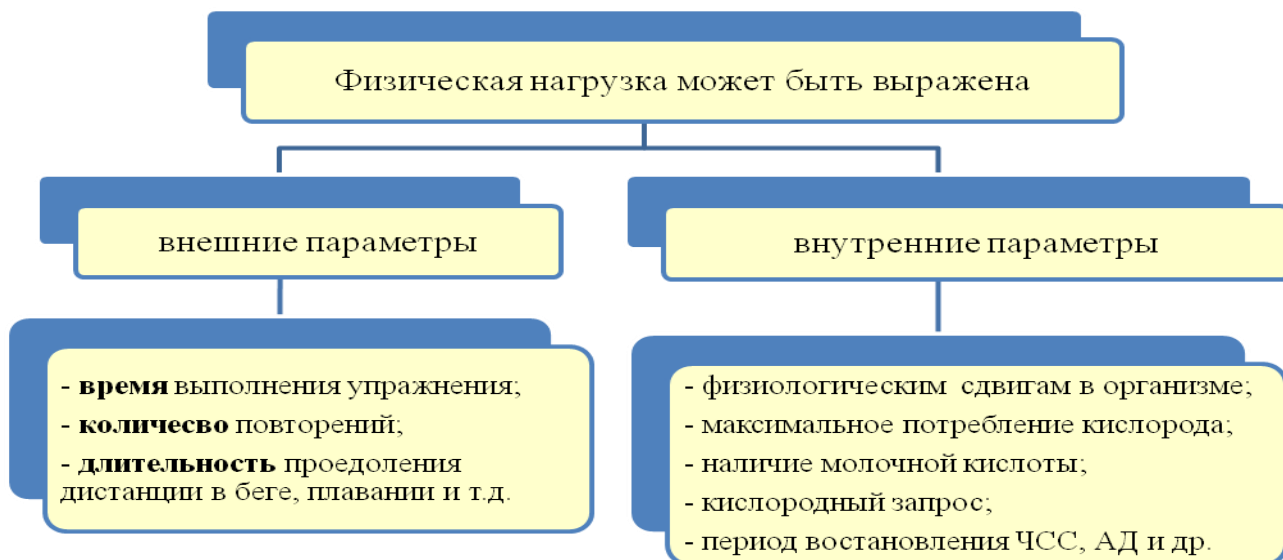 Физическая нагрузка может быть выражена
внешние параметры
внутренние параметры
- время выполнения упражнения;
- количесво повторений;
- длительность проедоления
дистанции в беге, плавании и т.д.
- физиологическим сдвигам в организме;
- максимальное потребление кислорода;
- наличие молочной кислоты;
- кислородный запрос;
- период востановления ЧСС, АД и др.